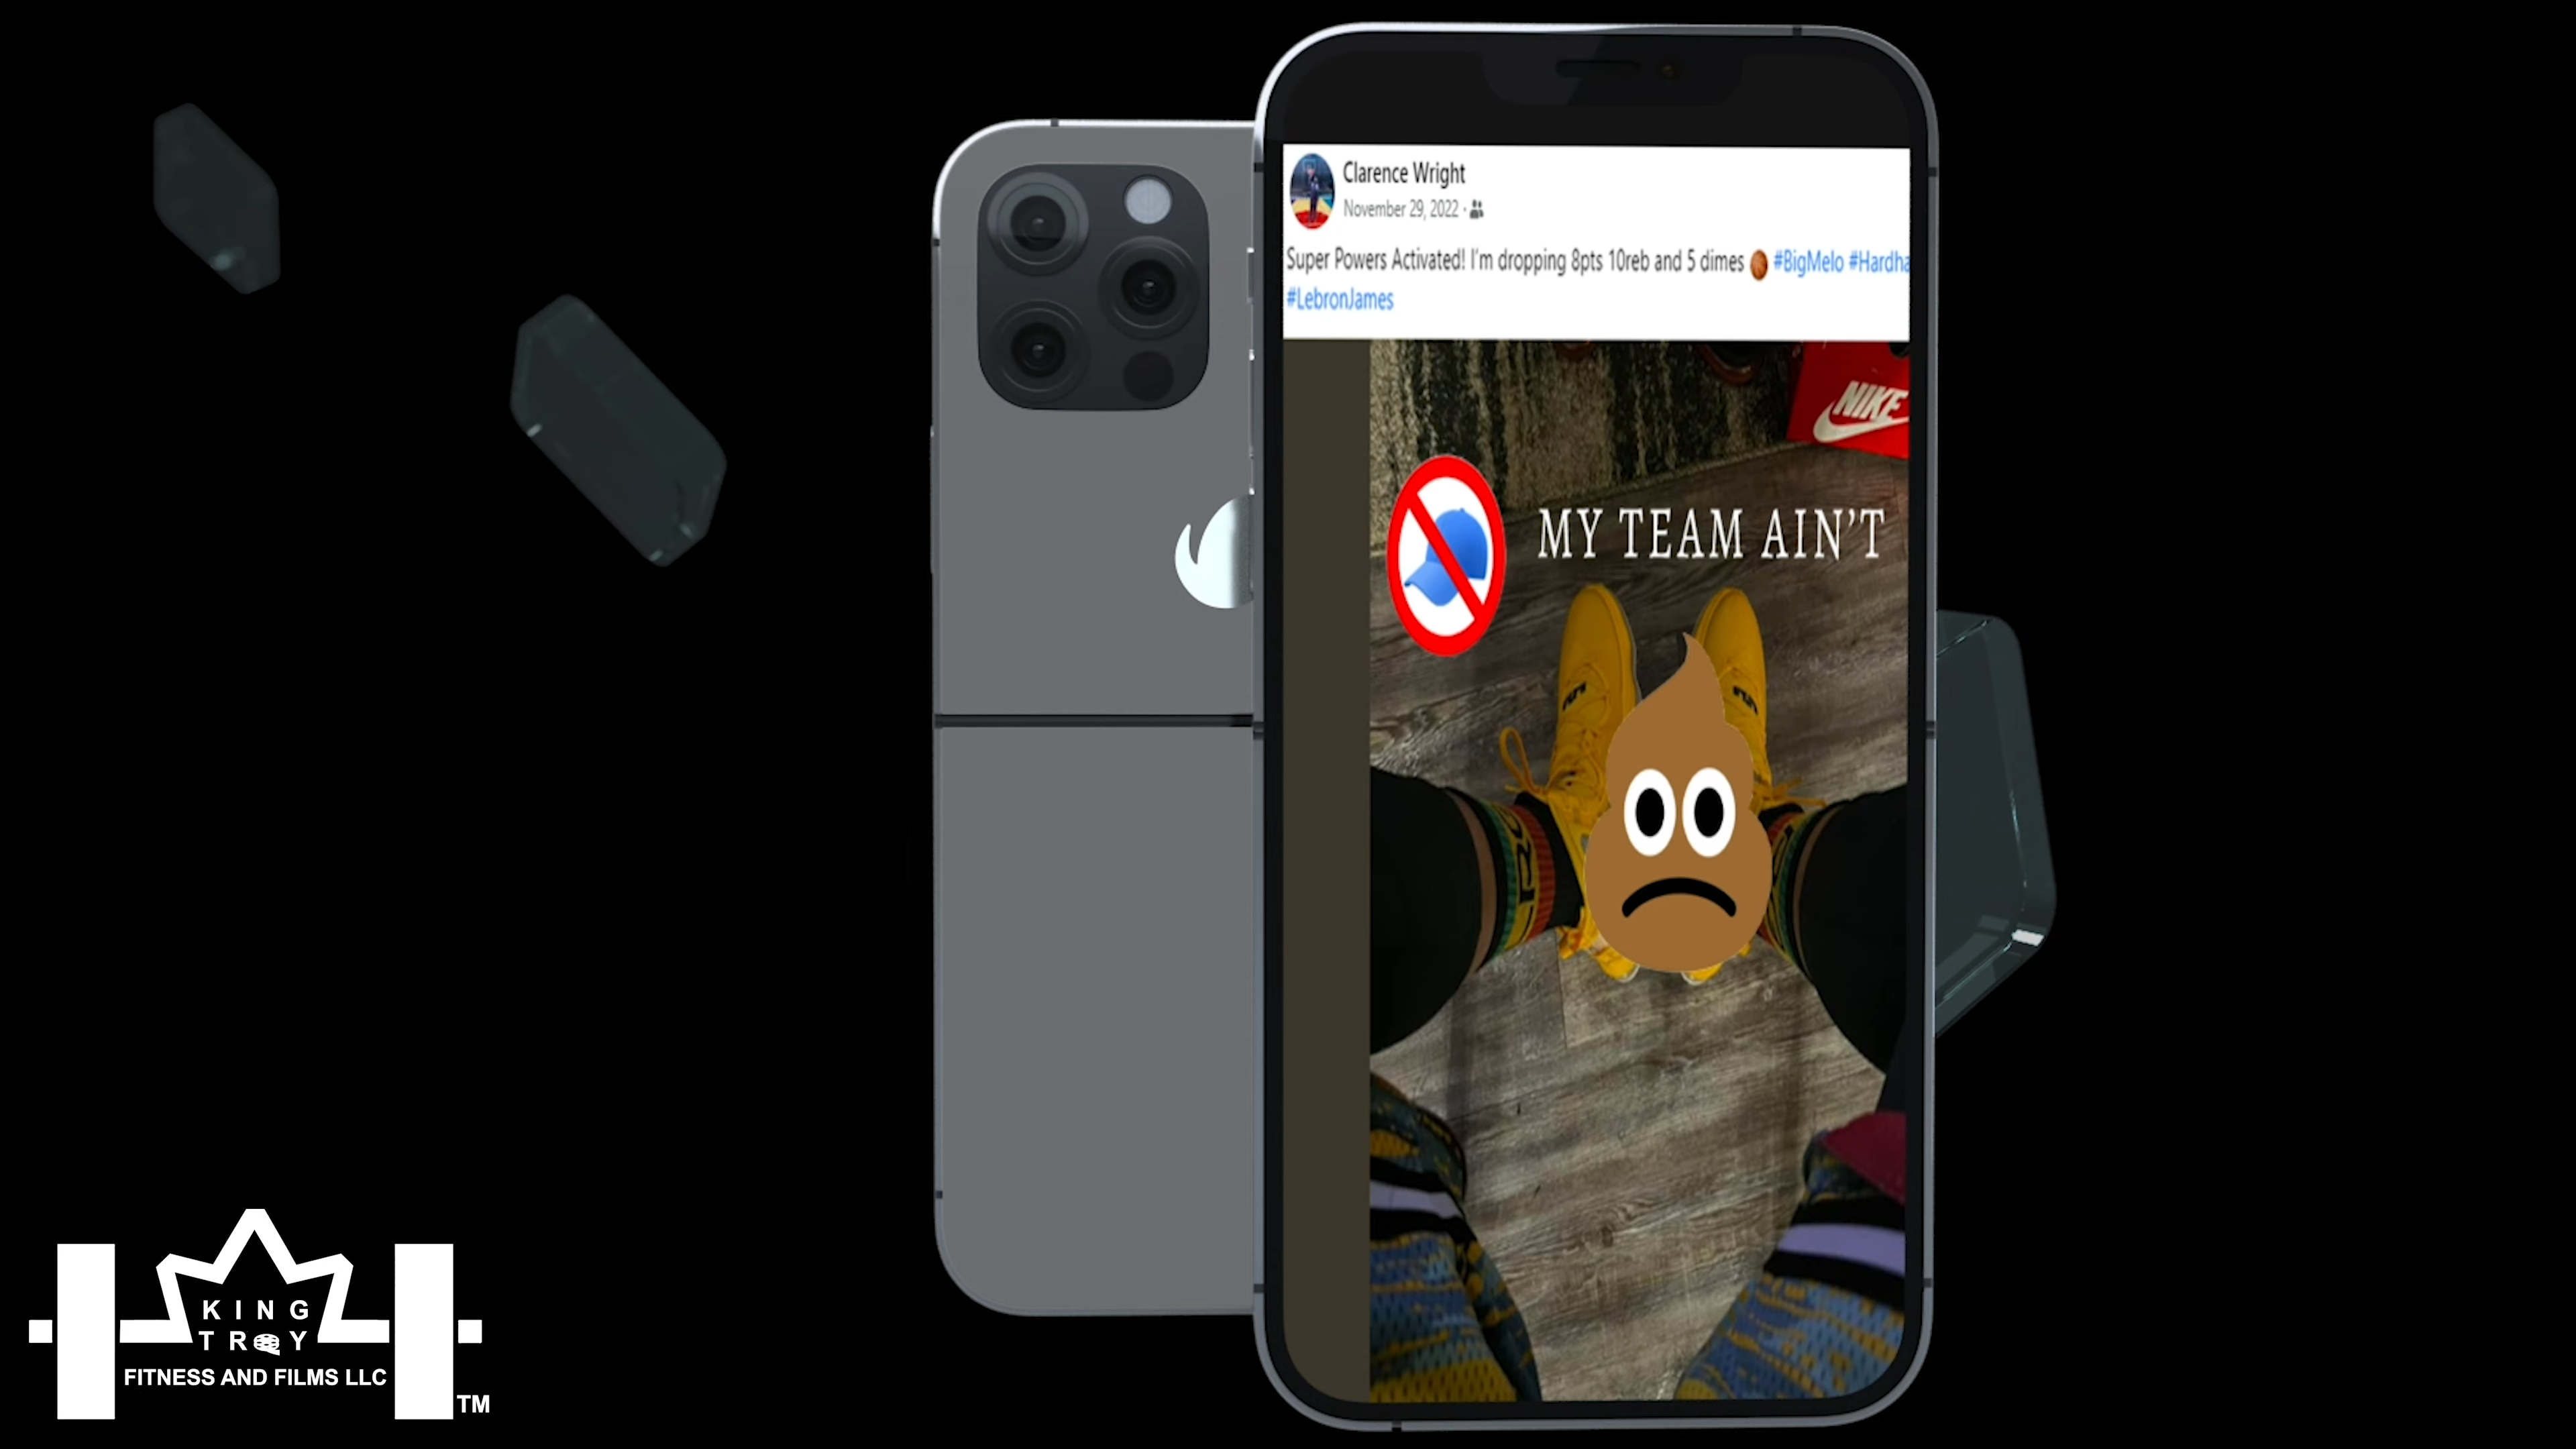 Clarence Wright
November 29, 2022 ·
Super Powers Activated! I'm dropping 8pts 10reb and 5 dimes 🏀 #BigMelo #Hardha
#LebronJames
NIKE
MY TEAM AIN'T
KING
TROY
FITNESS AND FILMS LLC
TM